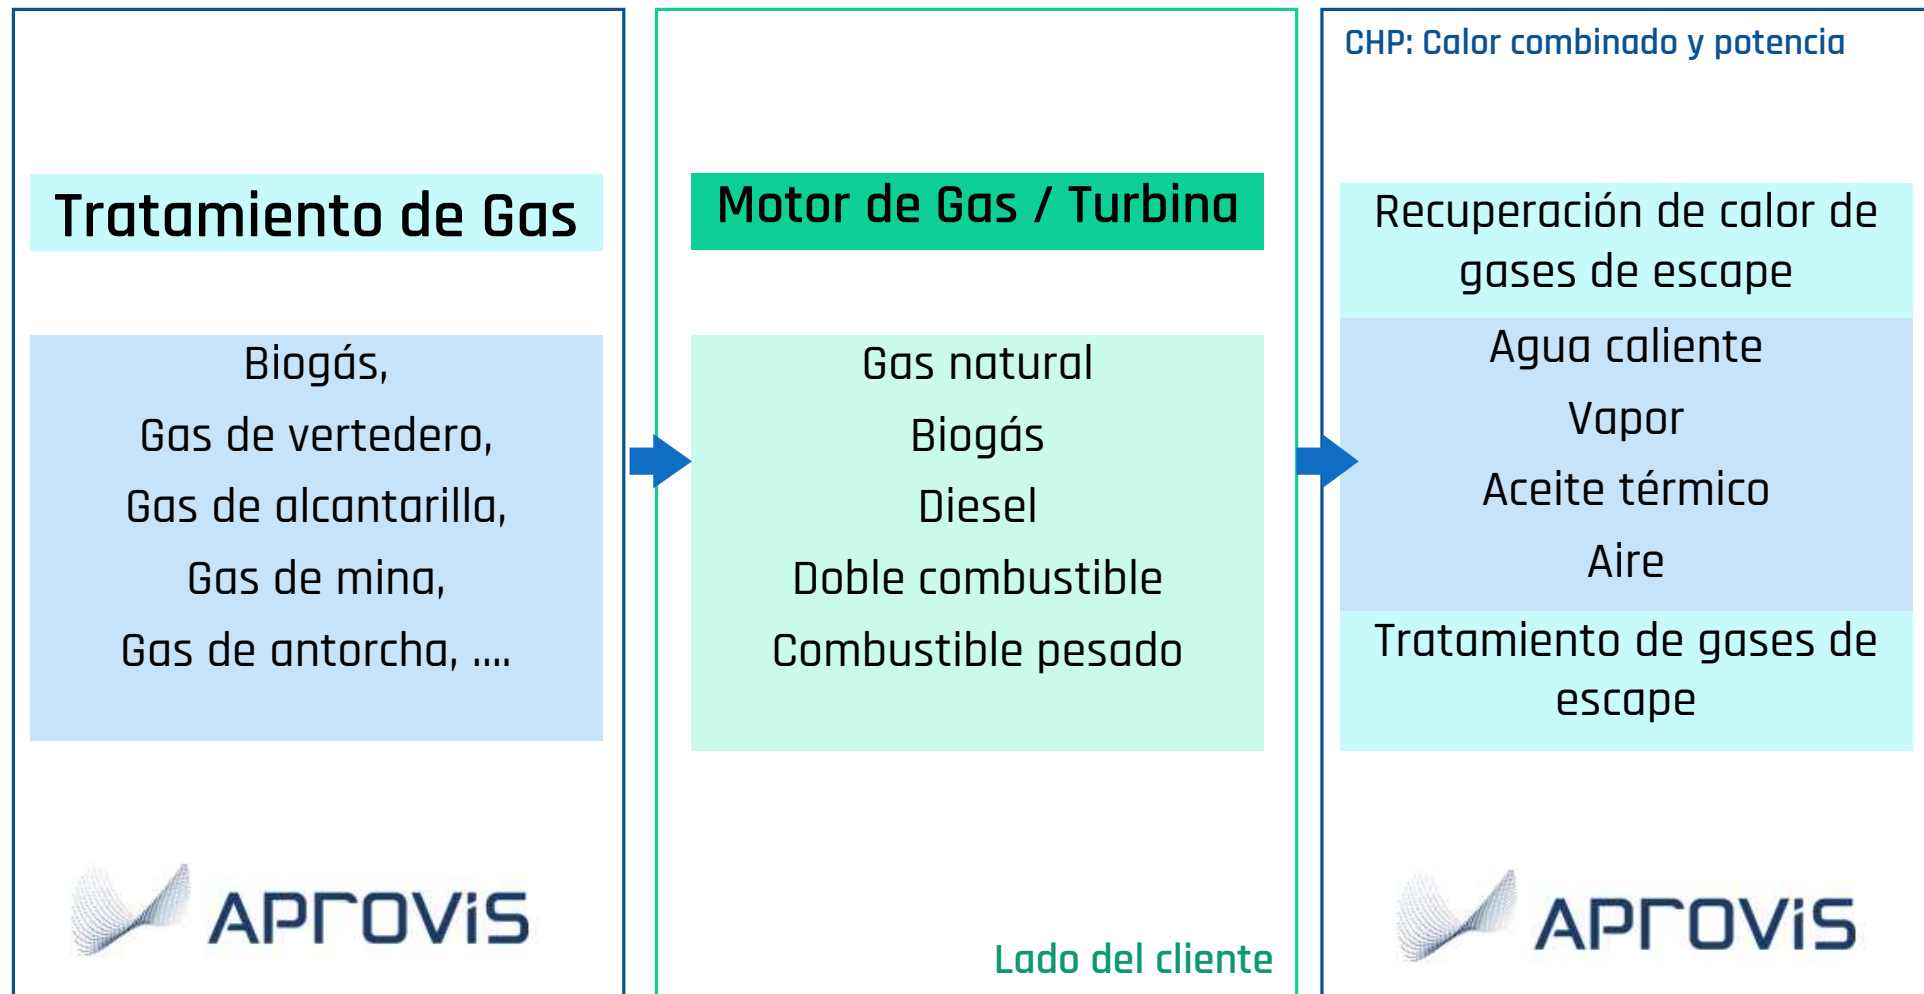 Tratamiento de Gas
Biogás,
Gas de vertedero,
Gas de alcantarilla,
Gas de mina,
Gas de antorcha, ....
APROViS
Motor de Gas / Turbina
Gas natural
Biogás
Diesel
Doble combustible
Combustible pesado
Lado del cliente
CHP: Calor combinado y potencia
Recuperación de calor de
gases de escape
Agua caliente
Vapor
Aceite térmico
Aire
Tratamiento de gases de
escape
APROViS